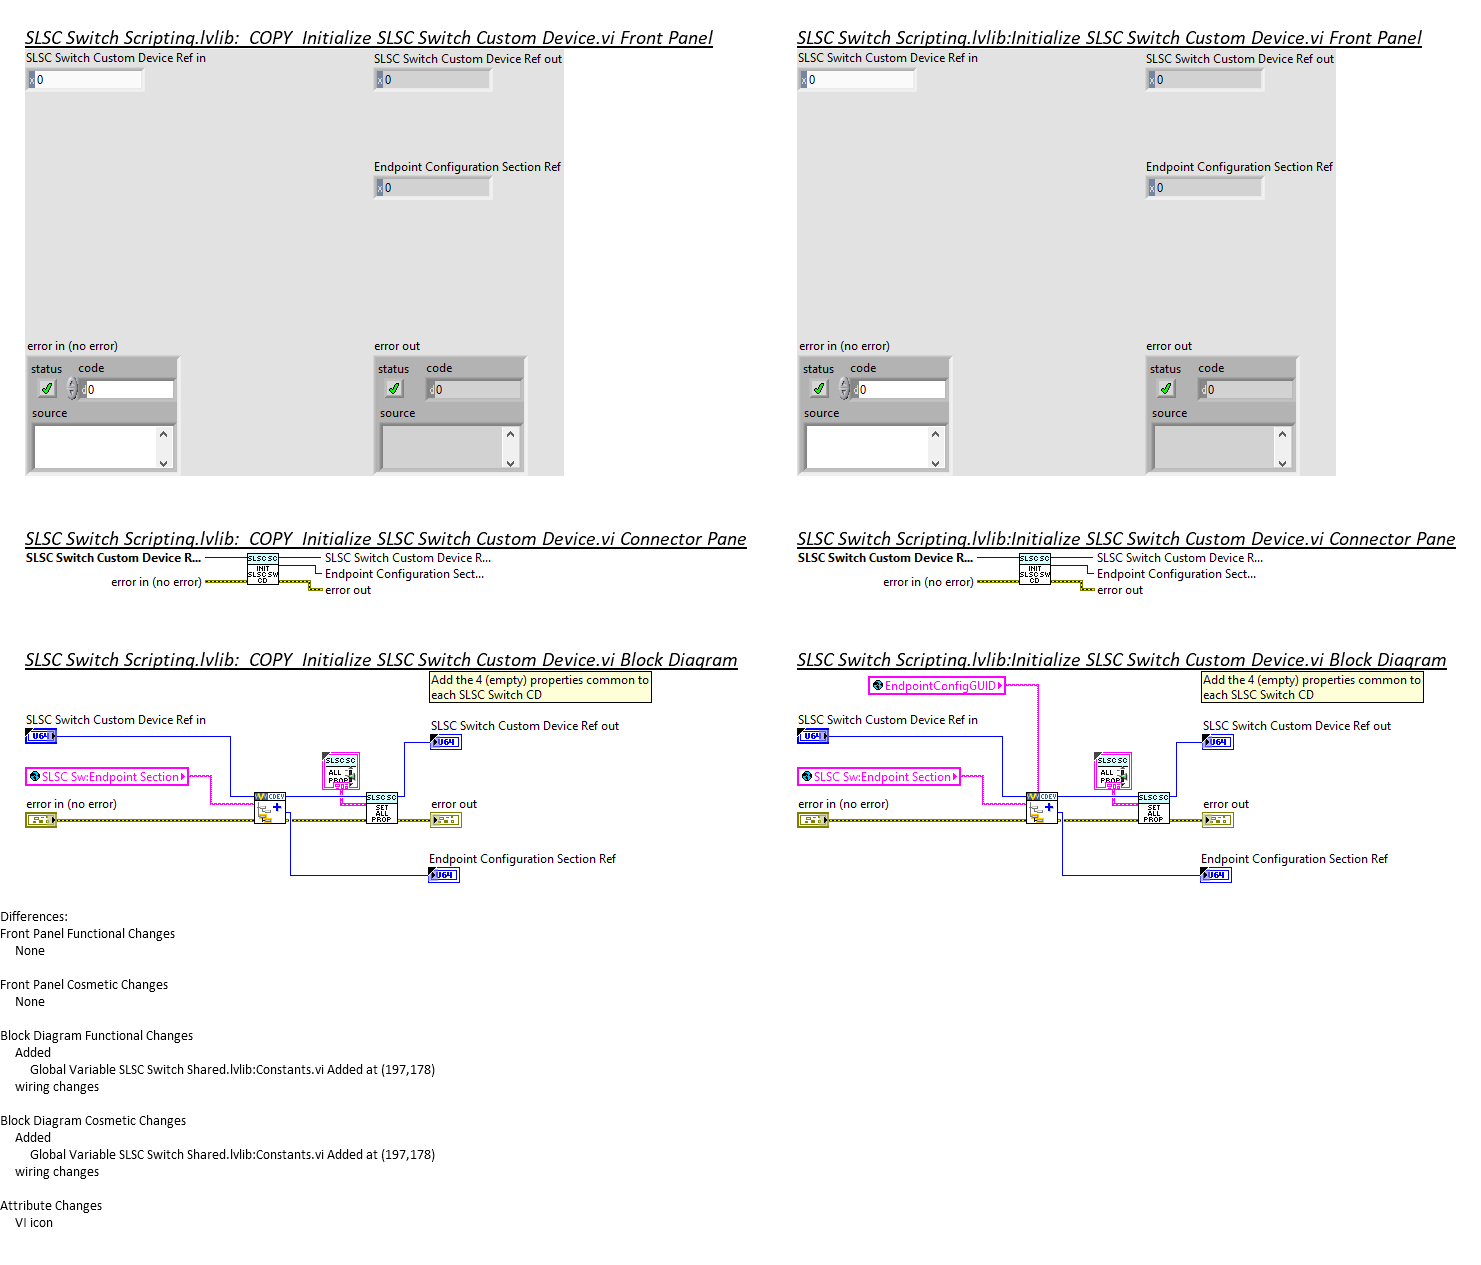 SLSC Switch Scripting.lvlib:_COPY_Initialize SLSC Switch Custom Device.vi Front Panel
SLSC Switch Custom Device Ref in
SLSC Switch Custom Device Ref out
x 0
x 0
Endpoint Configuration Section Ref
x 0
error in (no error)
error out
status code
status code
d 0
d 0
source
source
SLSC Switch Scripting.lvlib:Initialize SLSC Switch Custom Device.vi Front Panel
SLSC Switch Custom Device Ref in
SLSC Switch Custom Device Ref out
x 0
x 0
Endpoint Configuration Section Ref
x 0
error in (no error)
error out
status code
status code
d 0
d 0
source
source
SLSC Switch Scripting.lvlib:_COPY_Initialize SLSC Switch Custom Device.vi Connector Pane
SLSC Switch Custom Device R...
SLSC SC
INIT
SLSC SW
CD
SLSC Switch Custom Device R...
Endpoint Configuration Sect...
error in (no error)
error out
SLSC Switch Scripting.lvlib:Initialize SLSC Switch Custom Device.vi Connector Pane
SLSC Switch Custom Device R...
SLSC SC
INIT
SLSC SW
CD
SLSC Switch Custom Device R...
Endpoint Configuration Sect...
error in (no error)
error out
SLSC Switch Scripting.lvlib:_COPY_Initialize SLSC Switch Custom Device.vi Block Diagram
Add the 4 (empty) properties common to
each SLSC Switch CD
SLSC Switch Custom Device Ref in
U64
SLSC Switch Custom Device Ref out
U64
SLSC Sw:Endpoint Section
SLSC SC
ALL
PROP
error in (no error)
CDEV
SLSC SC
SET
ALL
PROP
error out
Endpoint Configuration Section Ref
U64
SLSC Switch Scripting.lvlib:Initialize SLSC Switch Custom Device.vi Block Diagram
EndpointConfigGUID
Add the 4 (empty) properties common to
each SLSC Switch CD
SLSC Switch Custom Device Ref in
U64
SLSC Switch Custom Device Ref out
U64
SLSC Sw:Endpoint Section
SLSC SC
ALL
PROP
error in (no error)
CDEV
SLSC SC
SET
ALL
PROP
error out
Endpoint Configuration Section Ref
U64
Differences:
Front Panel Functional Changes
None
Front Panel Cosmetic Changes
None
Block Diagram Functional Changes
Added
Global Variable SLSC Switch Shared.lvlib:Constants.vi Added at (197,178)
wiring changes
Block Diagram Cosmetic Changes
Added
Global Variable SLSC Switch Shared.lvlib:Constants.vi Added at (197,178)
wiring changes
Attribute Changes
VI icon